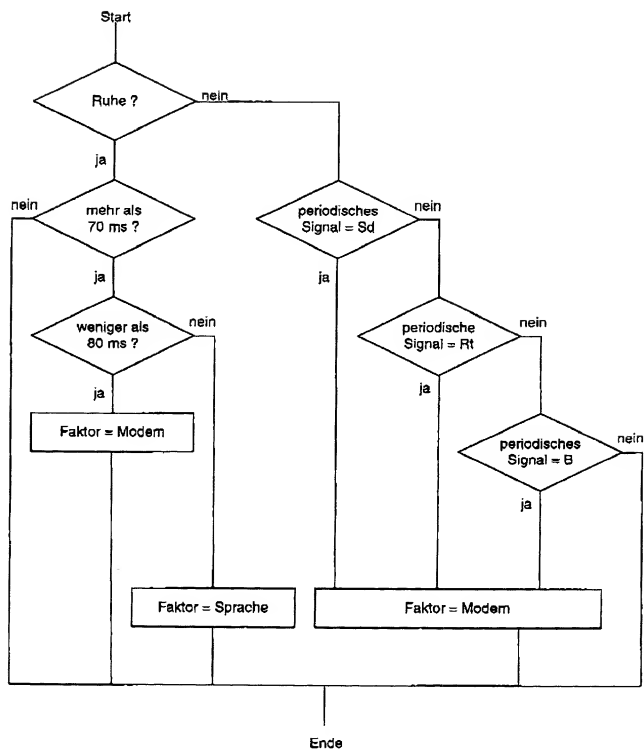 Start
Ruhe ?
nein
ja
nein
mehr als
70 ms ?
periodisches
Signal = Sd
nein
ja
ja
weniger als
80 ms ?
nein
periodische
Signal = Rt
nein
ja
ja
Faktor = Modem
periodisches
Signal = B
nein
ja
Faktor = Sprache
Faktor = Modem
Ende